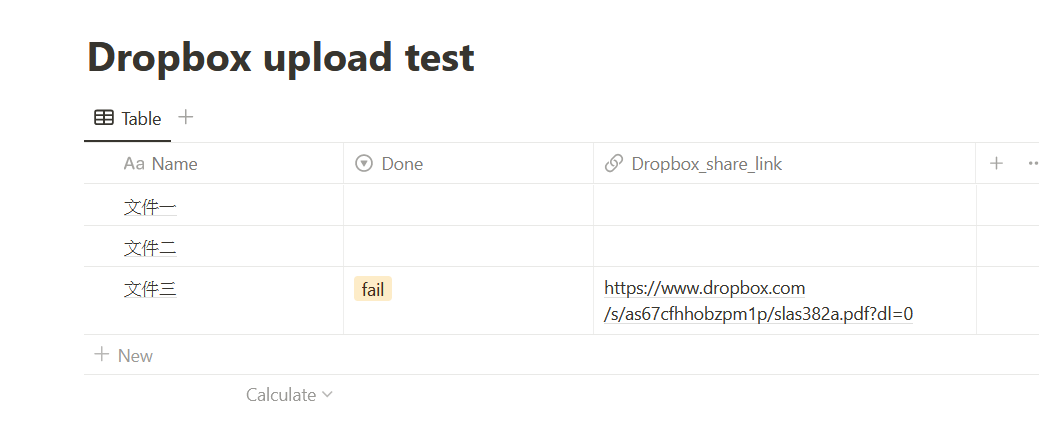 Dropbox upload test
Table
Aa Name Done Dropbox_share_link
文件一
文件二
文件三 fail https://www.dropbox.com
/s/as67cfhhobzpm1p/slas382a.pdf?dl=0
New
Calculate